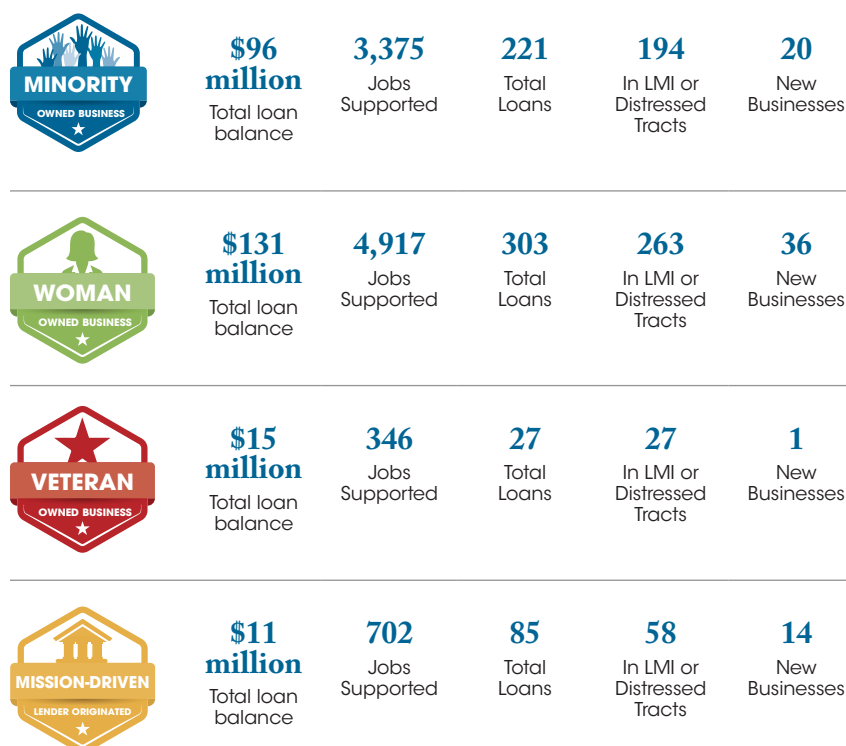 MINORITY
OWNED BUSINESS
$96
million
Total loan
balance
3,375
Jobs
Supported
221
Total
Loans
194
In LMI or
Distressed
Tracts
20
New
Businesses
WOMAN
OWNED BUSINESS
$131
million
Total loan
balance
4,917
Jobs
Supported
303
Total
Loans
263
In LMI or
Distressed
Tracts
36
New
Businesses
VETERAN
OWNED BUSINESS
$15
million
Total loan
balance
346
Jobs
Supported
27
Total
Loans
27
In LMI or
Distressed
Tracts
1
New
Businesses
MISSION-DRIVEN
LENDER ORIGINATED
$11
million
Total loan
balance
702
Jobs
Supported
85
Total
Loans
58
In LMI or
Distressed
Tracts
14
New
Businesses